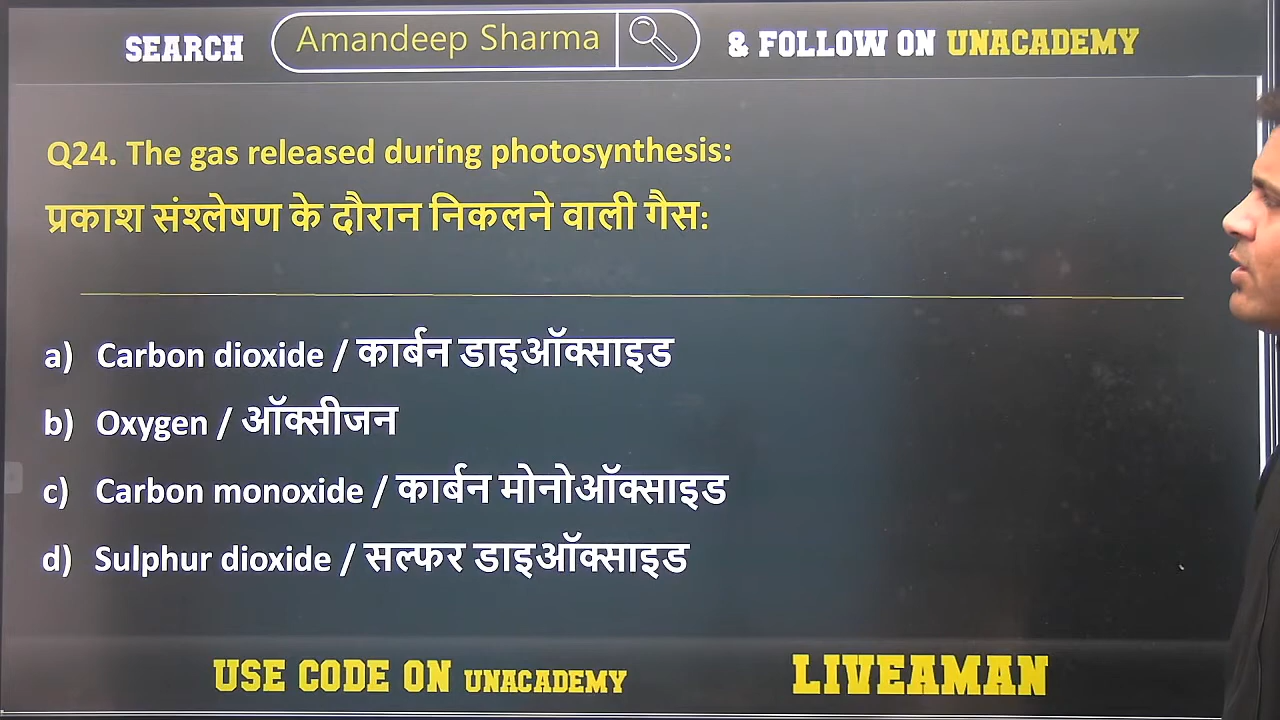 SEARCH Amandeep Sharma & FOLLOW ON UNACADEMY
Q24. The gas released during photosynthesis:
प्रकाश संश्लेषण के दौरान निकलने वाली गैस:
a) Carbon dioxide / कार्बन डाइऑक्साइड
b) Oxygen / ऑक्सीजन
c) Carbon monoxide / कार्बन मोनोऑक्साइड
d) Sulphur dioxide / सल्फर डाइऑक्साइड
USE CODE ON UNACADEMY LIVEAMAN